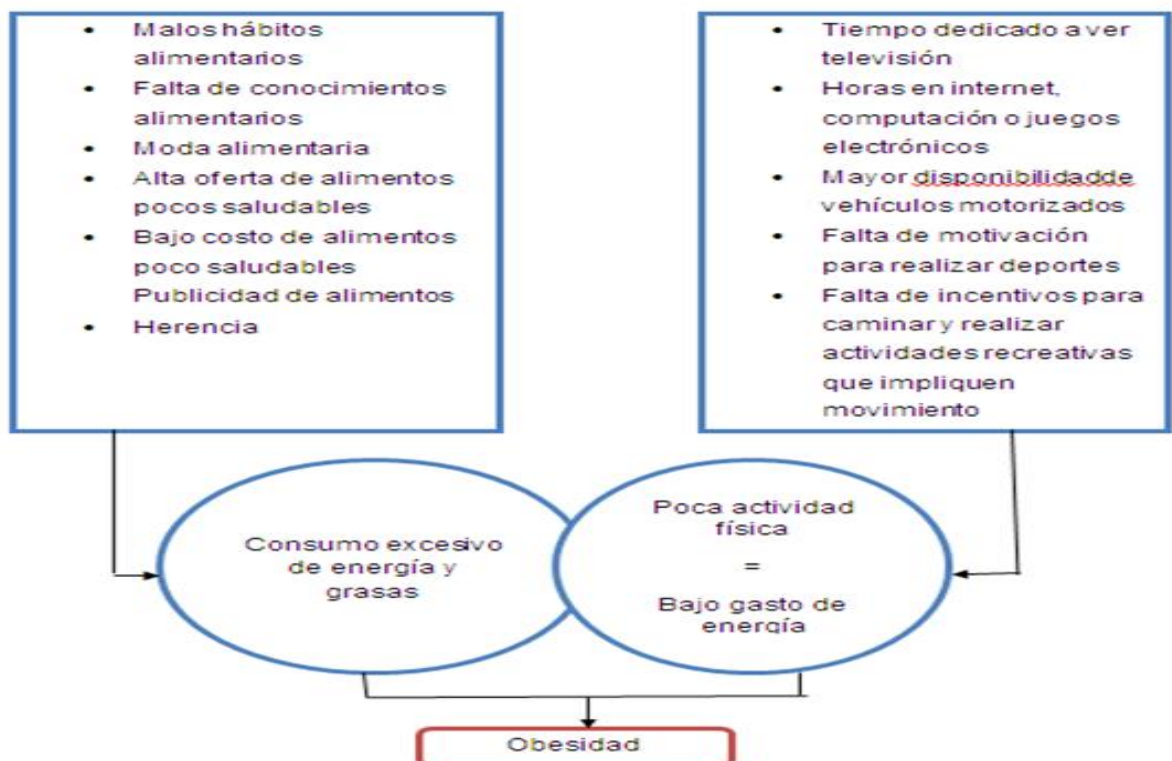 • Malos hábitos
alimentarios
• Falta de conocimientos
alimentarios
• Moda alimentaria
• Alta oferta de alimentos
pocos saludables
• Bajo costo de alimentos
poco saludables
Publicidad de alimentos
• Herencia
• Tiempo dedicado a ver
televisión
• Horas en internet,
computación o juegos
electrónicos
• Mayor disponibilidadde
vehículos motorizados
• Falta de motivación
para realizar deportes
• Falta de incentivos para
caminar y realizar
actividades recreativas
que impliquen
movimiento
Consumo excesivo
de energía y
grasas
Poca actividad
física
=
Bajo gasto de
energía
Obesidad